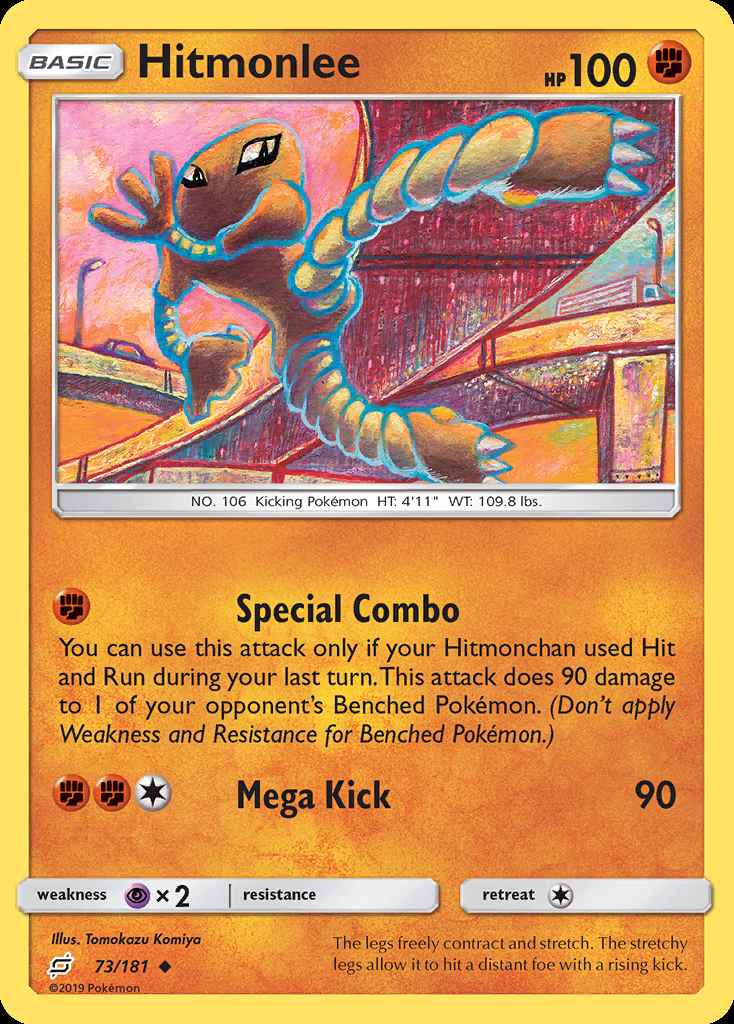 BASIC Hitmonlee HP 100
NO. 106 Kicking Pokémon HT: 4'11" WT: 109.8 lbs.
Special Combo
You can use this attack only if your Hitmonchan used Hit
and Run during your last turn. This attack does 90 damage
to 1 of your opponent's Benched Pokémon. (Don't apply
Weakness and Resistance for Benched Pokémon.)
Mega Kick 90
weakness ×2 resistance retreat
Illus. Tomokazu Komiya
73/181
©2019 Pokémon
The legs freely contract and stretch. The stretchy
legs allow it to hit a distant foe with a rising kick.